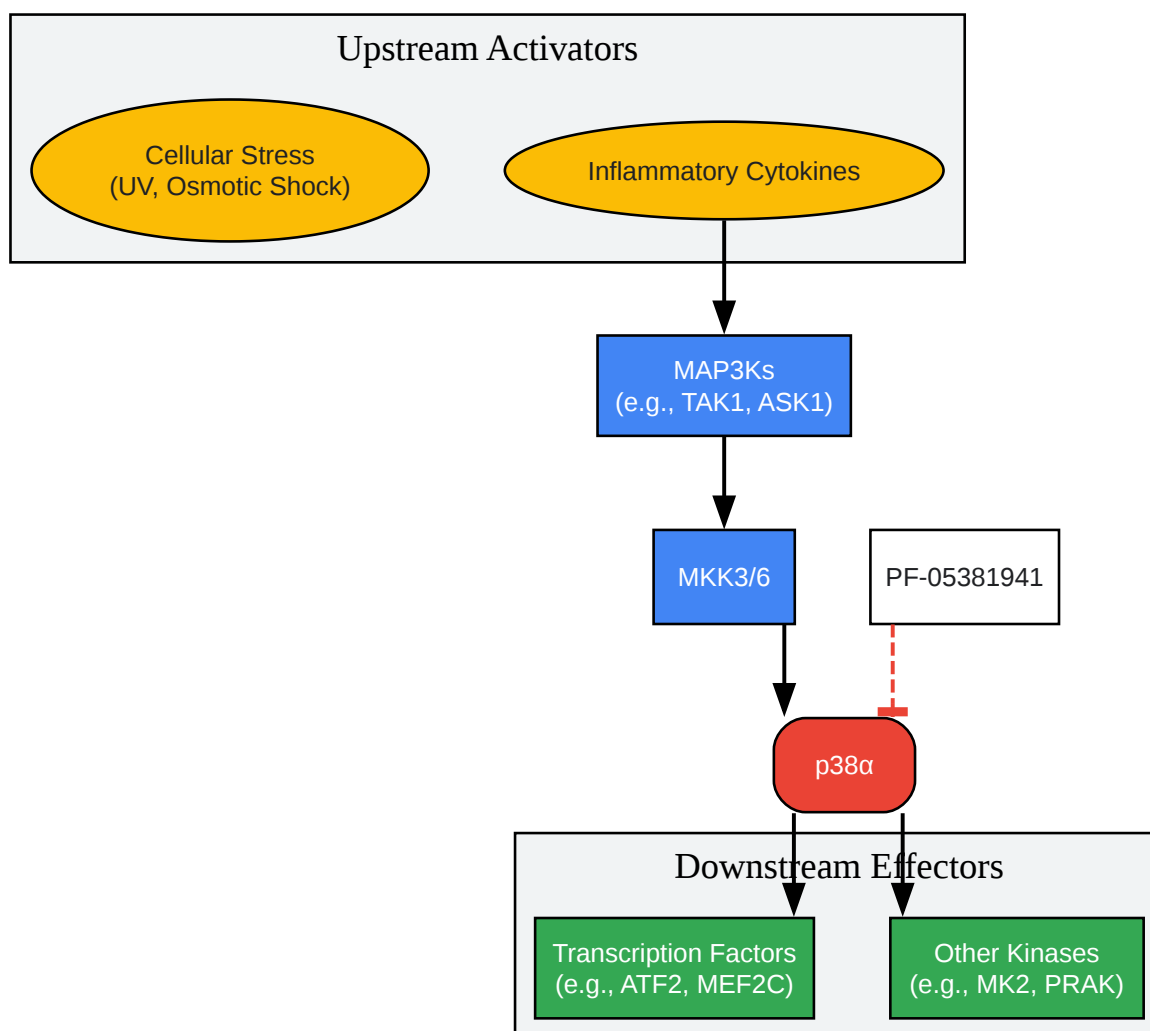 Upstream Activators
Cellular Stress
(UV, Osmotic Shock)
Inflammatory Cytokines
MAP3Ks
(e.g., TAK1, ASK1)
MKK3/6
PF-05381941
p38α
Downstream Effectors
Transcription Factors
(e.g., ATF2, MEF2C)
Other Kinases
(e.g., MK2, PRAK)